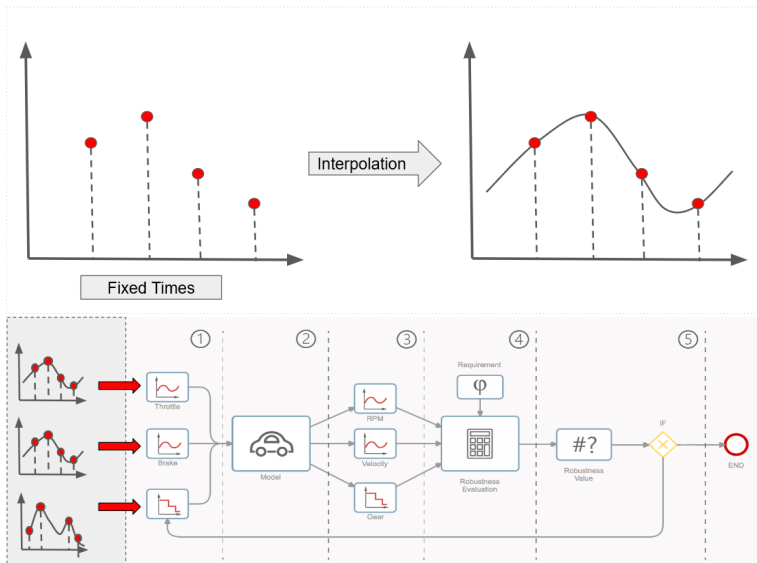 Interpolation
Fixed Times
1
2
3
4
5
Requirement
φ
Throttle
RPM
IF
Brake
Model
Velocity
Robustness
Evaluation
#?
Robustness
Value
END
Gear